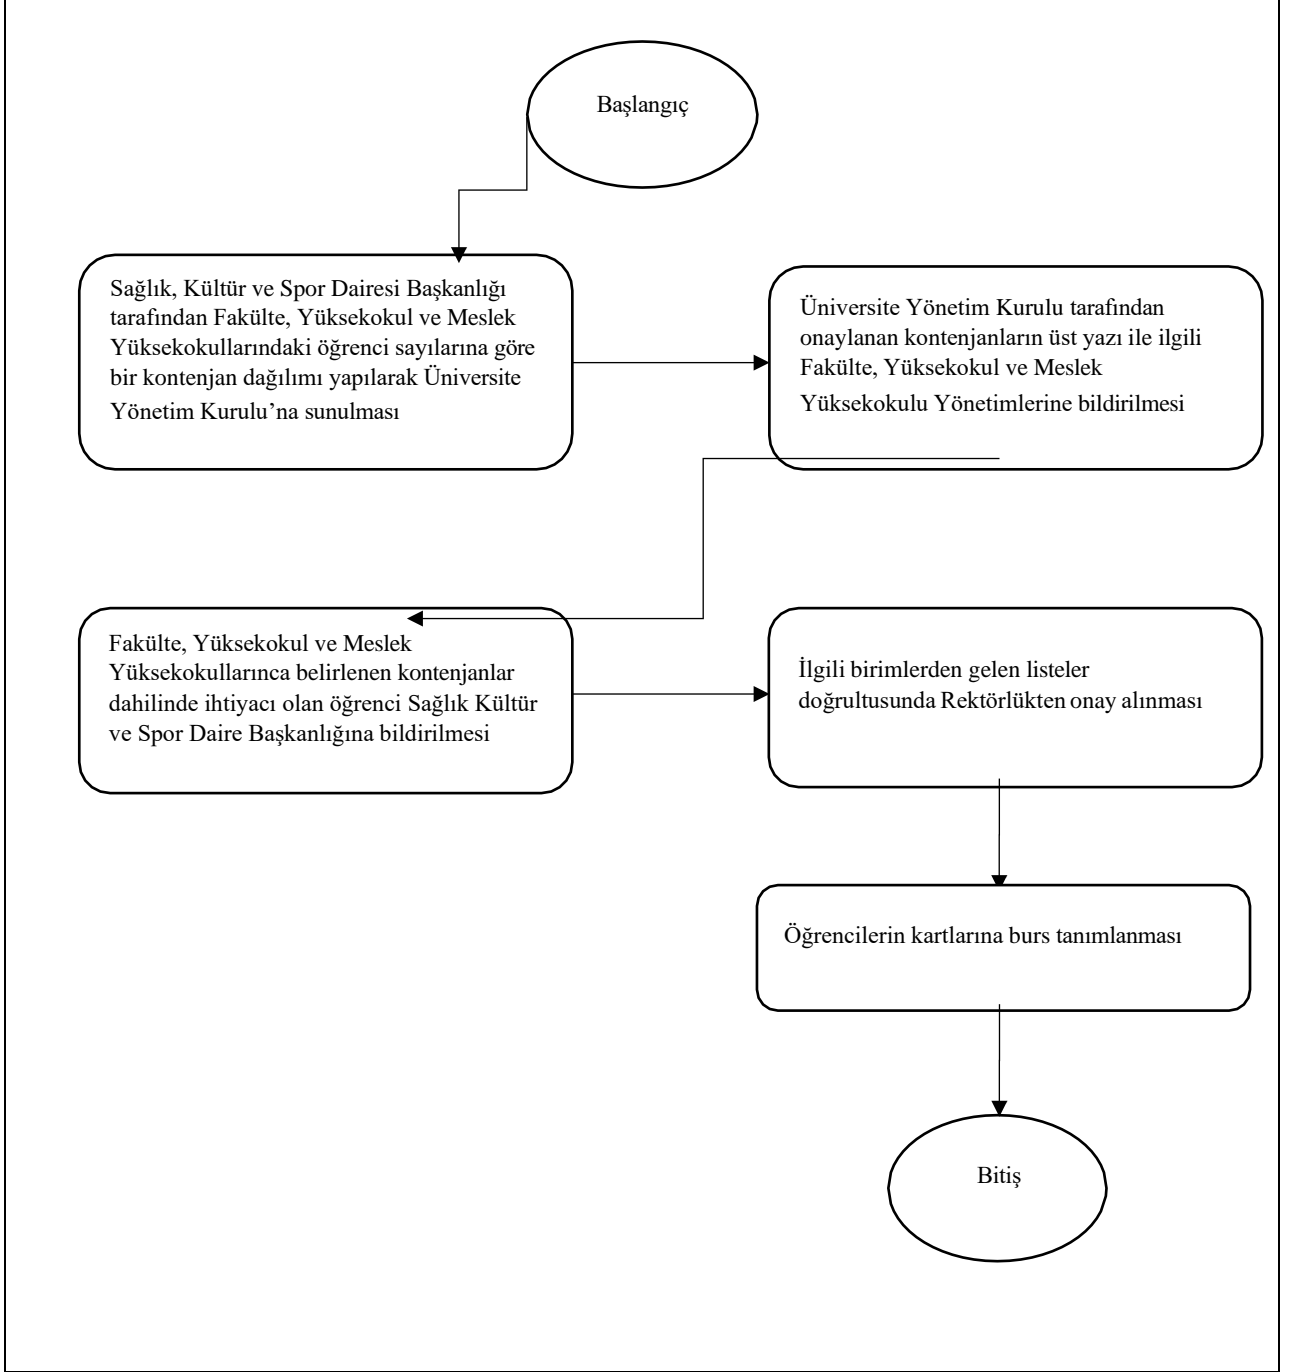 Başlangıç
Sağlık, Kültür ve Spor Dairesi Başkanlığı
tarafından Fakülte, Yüksekokul ve Meslek
Yüksekokullarındaki öğrenci sayılarına göre
bir kontenjan dağılımı yapılarak Üniversite
Yönetim Kurulu’na sunulması
Üniversite Yönetim Kurulu tarafından
onaylanan kontenjanların üst yazı ile ilgili
Fakülte, Yüksekokul ve Meslek
Yüksekokulu Yönetimlerine bildirilmesi
Fakülte, Yüksekokul ve Meslek
Yüksekokullarınca belirlenen kontenjanlar
dahilinde ihtiyacı olan öğrenci Sağlık Kültür
ve Spor Daire Başkanlığına bildirilmesi
İlgili birimlerden gelen listeler
doğrultusunda Rektörlükten onay alınması
Öğrencilerin kartlarına burs tanımlanması
Bitiş